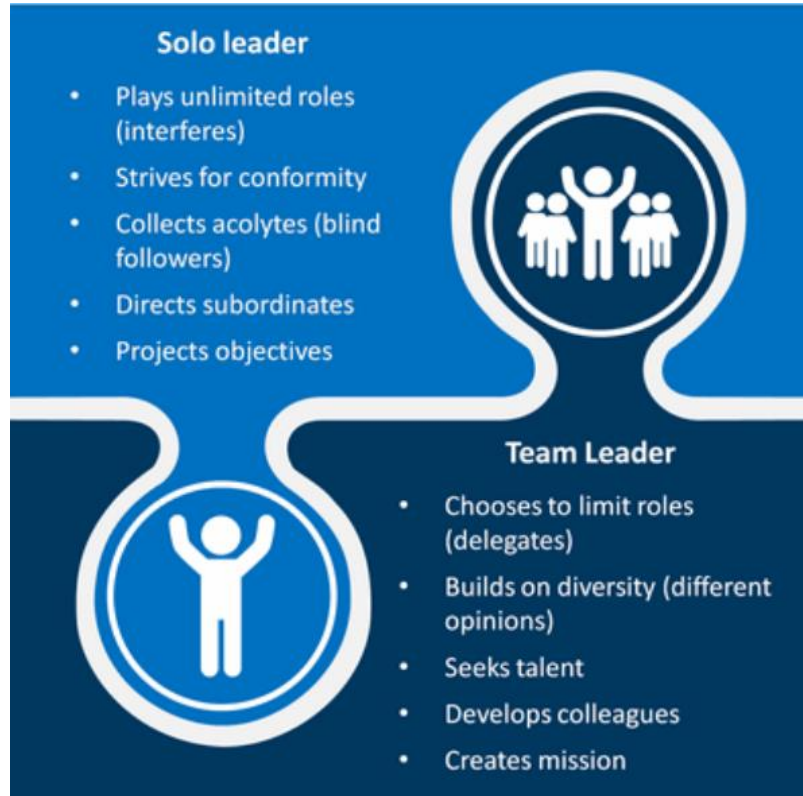 Solo leader
• Plays unlimited roles
(interferes)
• Strives for conformity
• Collects acolytes (blind
followers)
• Directs subordinates
• Projects objectives
Team Leader
• Chooses to limit roles
(delegates)
• Builds on diversity (different
opinions)
• Seeks talent
• Develops colleagues
• Creates mission